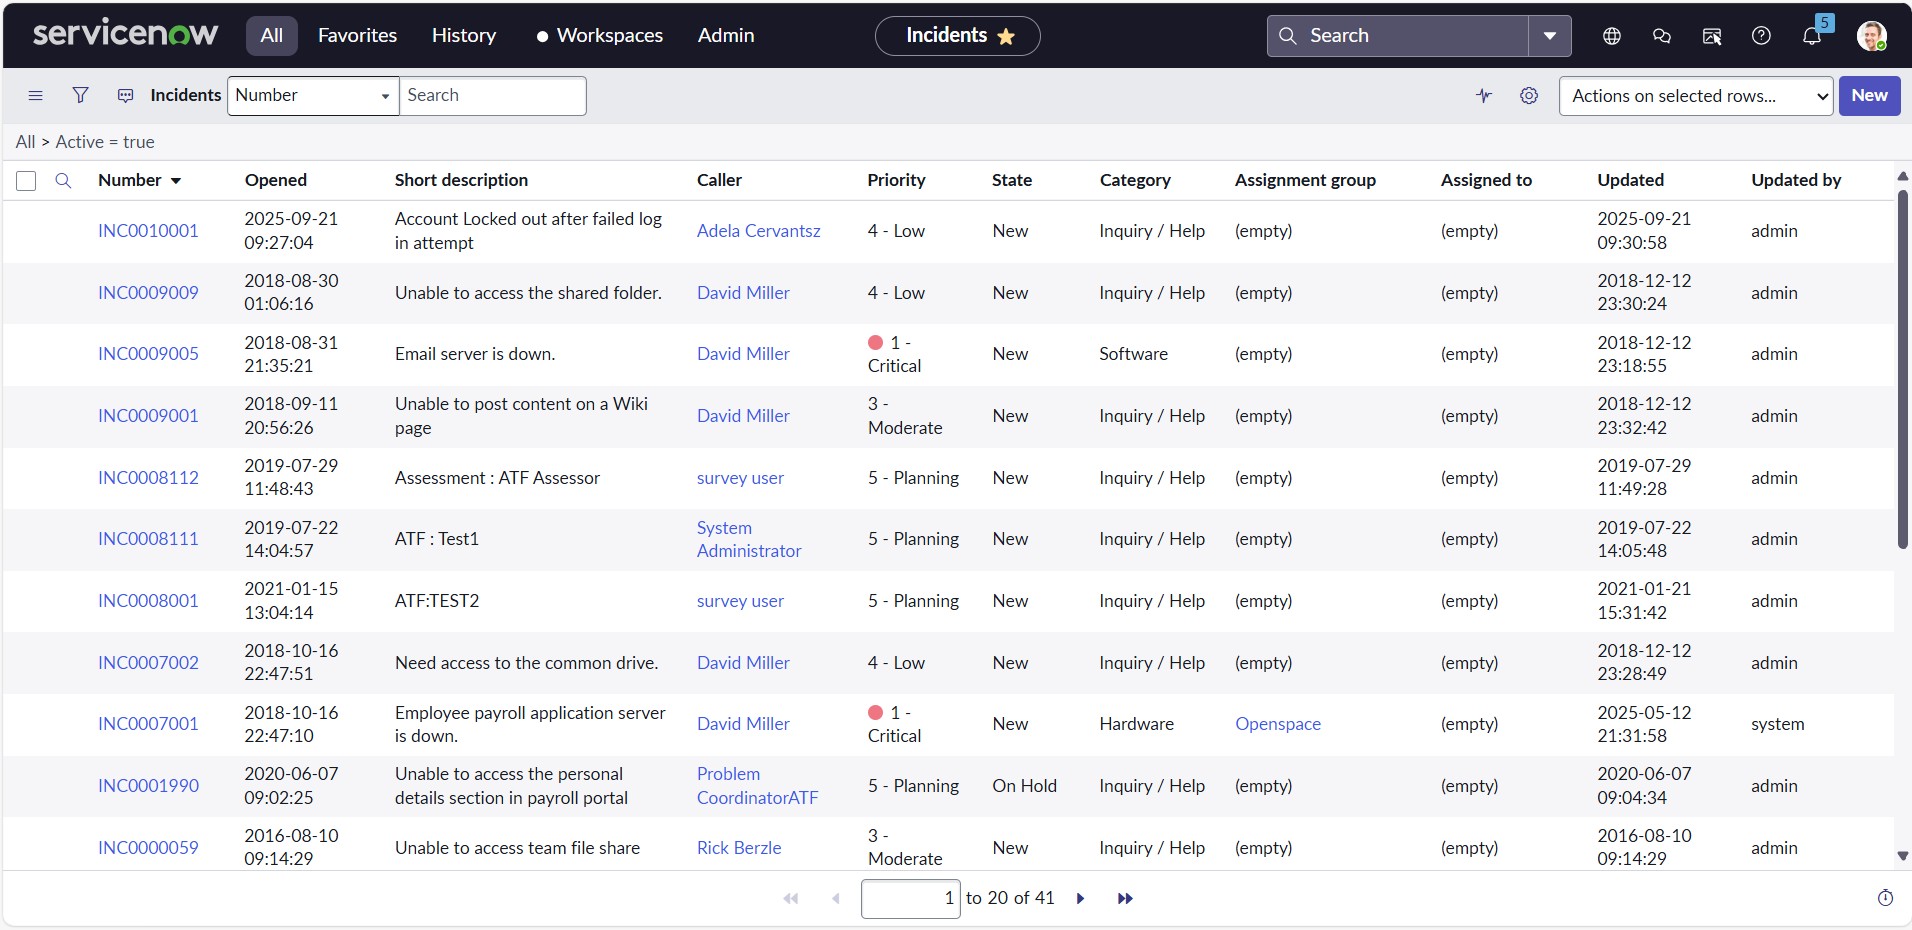 servicenow All Favorites History Workspaces Admin Incidents Search 5
Incidents Number Search Actions on selected rows... New
All > Active = true
Number Opened Short description Caller Priority State Category Assignment group Assigned to Updated Updated by
INC0010001 2025-09-21 09:27:04 Account Locked out after failed log in attempt Adela Cervantsz 4 - Low New Inquiry / Help (empty) (empty) 2025-09-21 09:30:58 admin
INC0009009 2018-08-30 01:06:16 Unable to access the shared folder. David Miller 4 - Low New Inquiry / Help (empty) (empty) 2018-12-12 23:30:24 admin
INC0009005 2018-08-31 21:35:21 Email server is down. David Miller 1 - Critical New Software (empty) (empty) 2018-12-12 23:18:55 admin
INC0009001 2018-09-11 20:56:26 Unable to post content on a Wiki page David Miller 3 - Moderate New Inquiry / Help (empty) (empty) 2018-12-12 23:32:42 admin
INC0008112 2019-07-29 11:48:43 Assessment : ATF Assessor survey user 5 - Planning New Inquiry / Help (empty) (empty) 2019-07-29 11:49:28 admin
INC0008111 2019-07-22 14:04:57 ATF : Test1 System Administrator 5 - Planning New Inquiry / Help (empty) (empty) 2019-07-22 14:05:48 admin
INC0008001 2021-01-15 13:04:14 ATF:TEST2 survey user 5 - Planning New Inquiry / Help (empty) (empty) 2021-01-21 15:31:42 admin
INC0007002 2018-10-16 22:47:51 Need access to the common drive. David Miller 4 - Low New Inquiry / Help (empty) (empty) 2018-12-12 23:28:49 admin
INC0007001 2018-10-16 22:47:10 Employee payroll application server is down. David Miller 1 - Critical New Hardware Openspace (empty) 2025-05-12 21:31:58 system
INC0001990 2020-06-07 09:02:25 Unable to access the personal details section in payroll portal Problem CoordinatorATF 5 - Planning On Hold Inquiry / Help (empty) (empty) 2020-06-07 09:04:34 admin
INC0000059 2016-08-10 09:14:29 Unable to access team file share Rick Berzle 3 - Moderate New Inquiry / Help (empty) (empty) 2016-08-10 09:14:29 admin
1 to 20 of 41